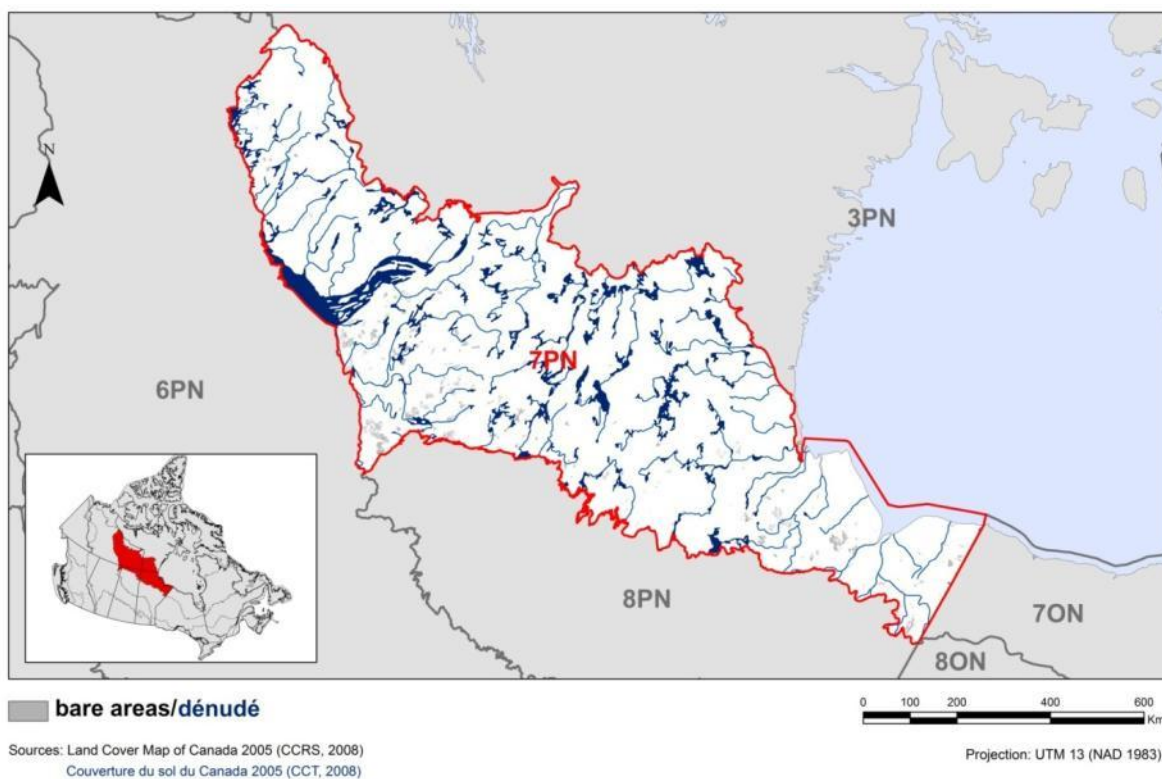 N
3PN
7PN
6PN
8PN
7ON
8ON
bare areas/dénudé
0 100 200 400 600
Km
Sources: Land Cover Map of Canada 2005 (CCRS, 2008)
Couverture du sol du Canada 2005 (CCT, 2008)
Projection: UTM 13 (NAD 1983)